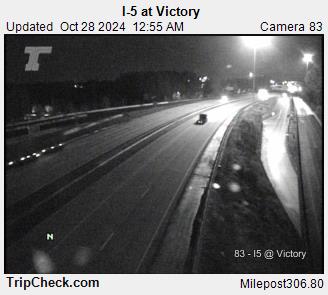 I-5 at Victory
Updated Oct 28 2024 12:55 AM Camera 83
T
N
83 - I5 @ Victory
TripCheck.com Milepost306.80